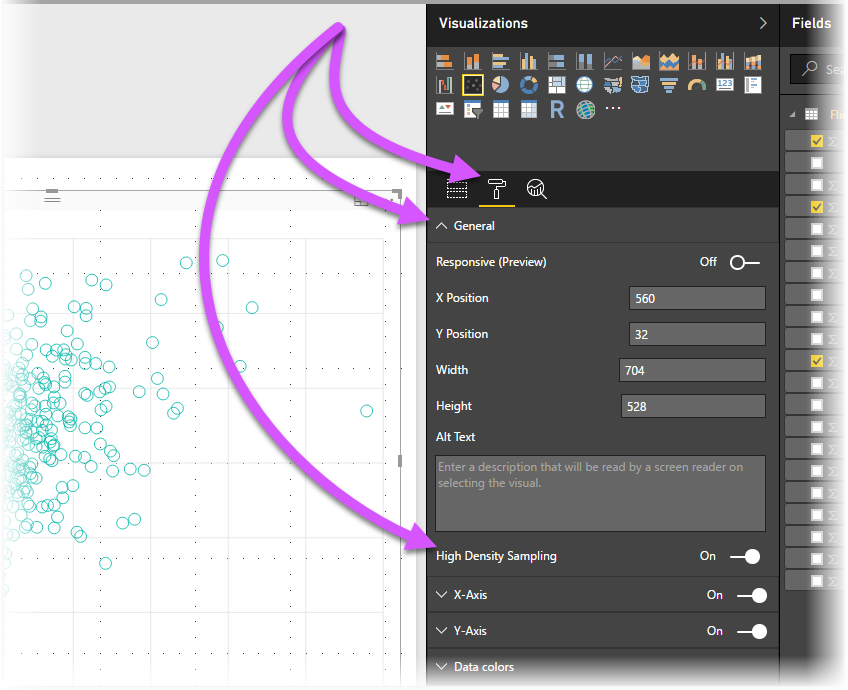 Visualizations
Fields
123
R
Sea
General
Responsive (Preview)
Off
X Position
560
Y Position
32
Width
704
Height
528
Alt Text
Enter a description that will be read by a screen reader on
selecting the visual.
High Density Sampling
On
X-Axis
On
Y-Axis
On
Data colors